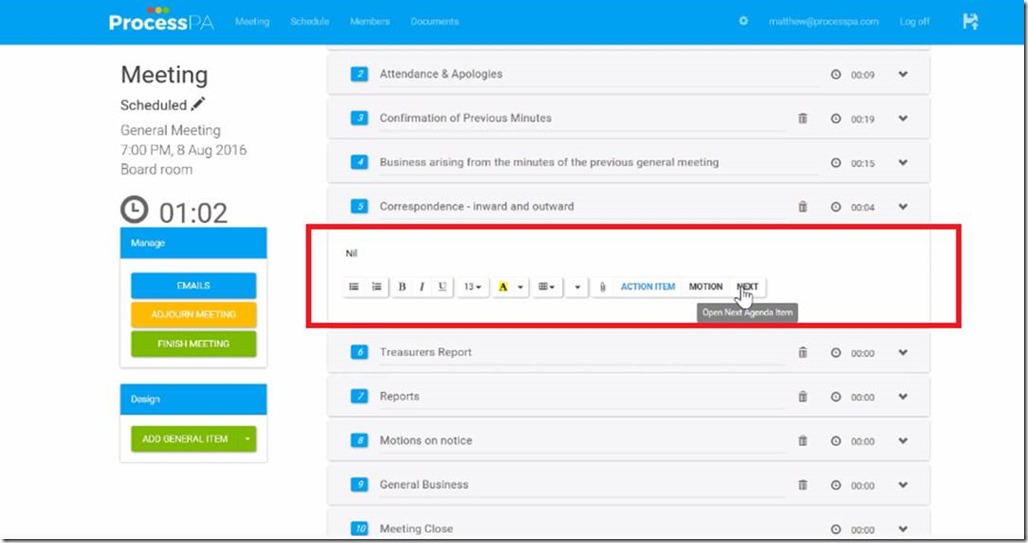 ProcessPA Meeting Schedule Members Documents matthew@processpa.com Log off
Meeting
Scheduled
General Meeting
7:00 PM, 8 Aug 2016
Board room
01:02
Manage
EMAILS
ADJOURN MEETING
FINISH MEETING
Design
ADD GENERAL ITEM
2 Attendance & Apologies 00:09
3 Confirmation of Previous Minutes 00:19
4 Business arising from the minutes of the previous general meeting 00:15
5 Correspondence - inward and outward 00:04
Nil
B I U 13 A ACTION ITEM MOTION NEXT
Open Next Agenda Item
6 Treasurers Report 00:00
7 Reports 00:00
8 Motions on notice 00:00
9 General Business 00:00
10 Meeting Close 00:00